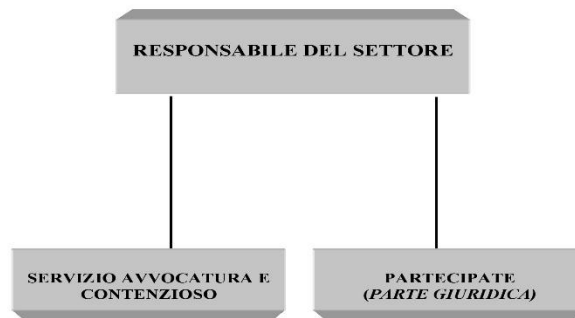 RESPONSABILE DEL SETTORE
SERVIZIO AVVOCATURA E
CONTENZIOSO
PARTECIPATE
(PARTE GIURIDICA)